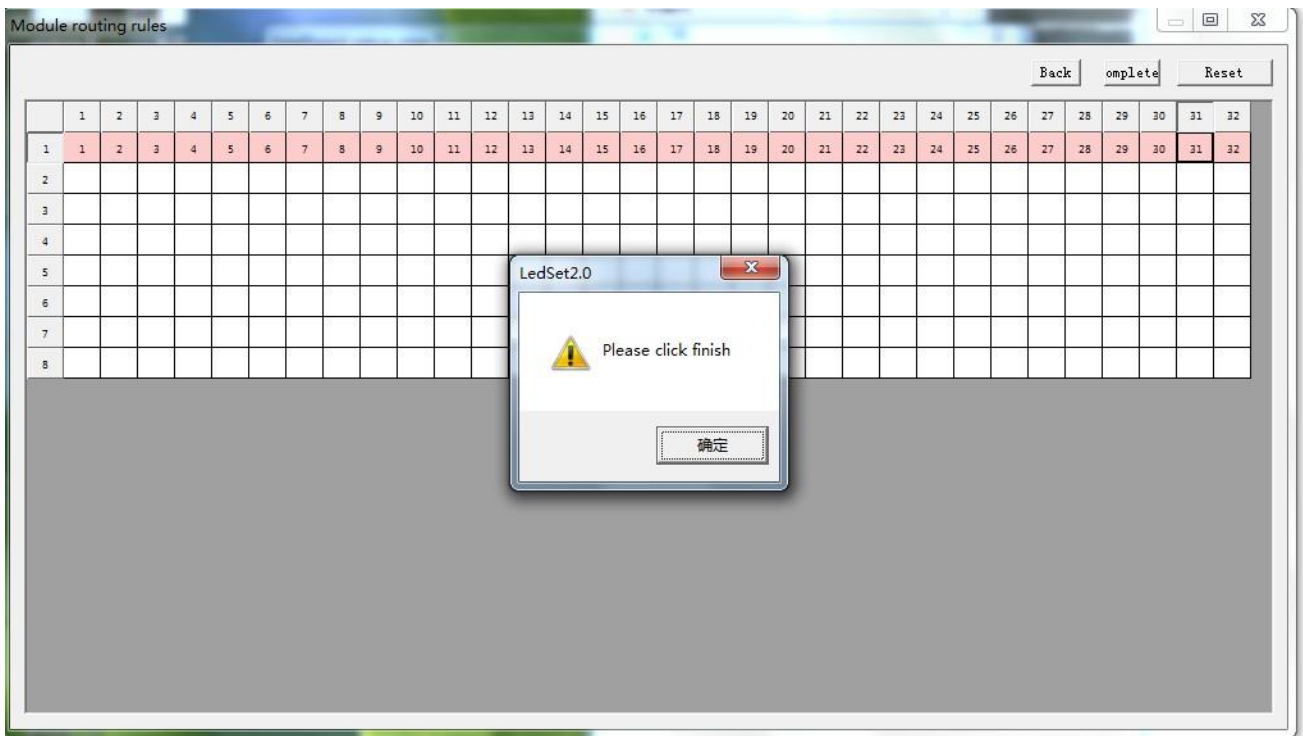 Module routing rules
Back omplete Reset
1 2 3 4 5 6 7 8 9 10 11 12 13 14 15 16 17 18 19 20 21 22 23 24 25 26 27 28 29 30 31 32
1 1 2 3 4 5 6 7 8 9 10 11 12 13 14 15 16 17 18 19 20 21 22 23 24 25 26 27 28 29 30 31 32
2
3
4
5
6
7
8
LedSet2.0
Please click finish
确定